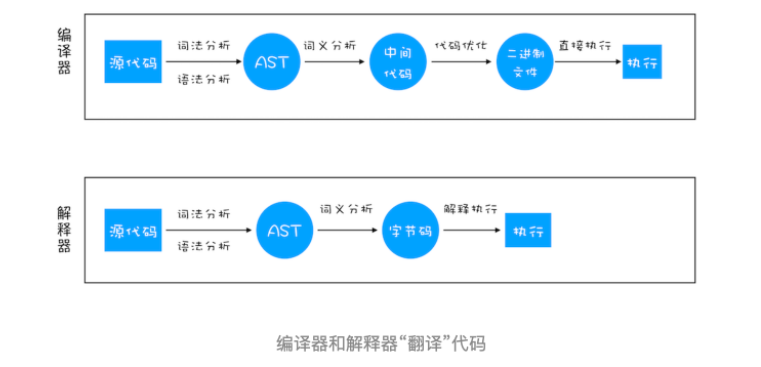 编译器
源代码
词法分析
语法分析
AST
词义分析
中间
代码
代码优化
二进制
文件
直接执行
执行
解释器
源代码
词法分析
语法分析
AST
词义分析
字节码
解释执行
执行
编译器和解释器“翻译”代码